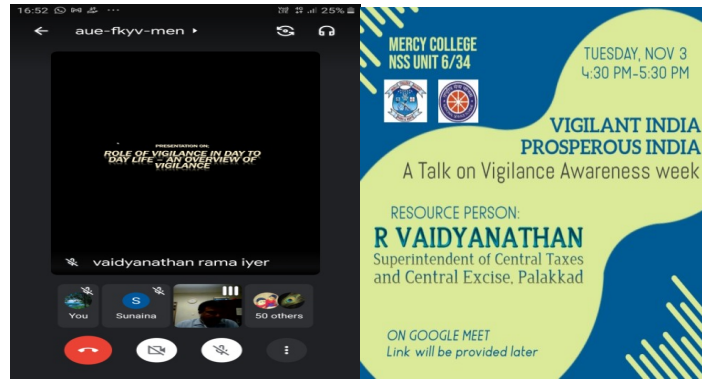 16:52
25%
aue-fkyv-men
PRESENTATION ON;
ROLE OF VIGILANCE IN DAY TO
DAY LIFE – AN OVERVIEW OF
VIGILANCE
vaidyanathan rama iyer
S
You
Sunaina
50 others
MERCY COLLEGE
NSS UNIT 6/34
TUESDAY, NOV 3
4:30 PM-5:30 PM
VIGILANT INDIA
PROSPEROUS INDIA
A Talk on Vigilance Awareness week
RESOURCE PERSON:
R VAIDYANATHAN
Superintendent of Central Taxes
and Central Excise, Palakkad
ON GOOGLE MEET
Link will be provided later